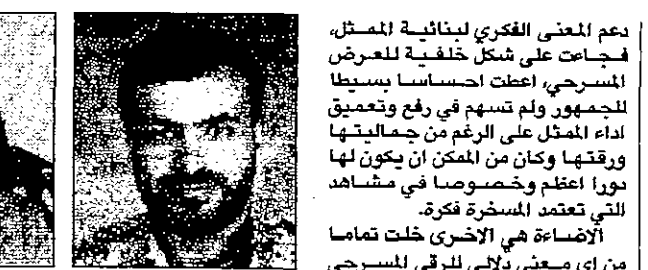 دعم المعنى الفكري لبنائية الممثل،
فجاءت على شكل خلفية للعرض
المسرحي، اعطت احساسا بسيطا
للجمهور ولم تسهم في رفع وتعميق
اداء الممثل على الرغم من جماليتها
ورقتها وكان من الممكن ان يكون لها
دورا اعظم وخصوصا في مشاهد
التي تعتمد المسخرة فكرة.
الاضاءة هي الاخرى خلت تماما
من اي معنى دلالي للرقي المسرحي